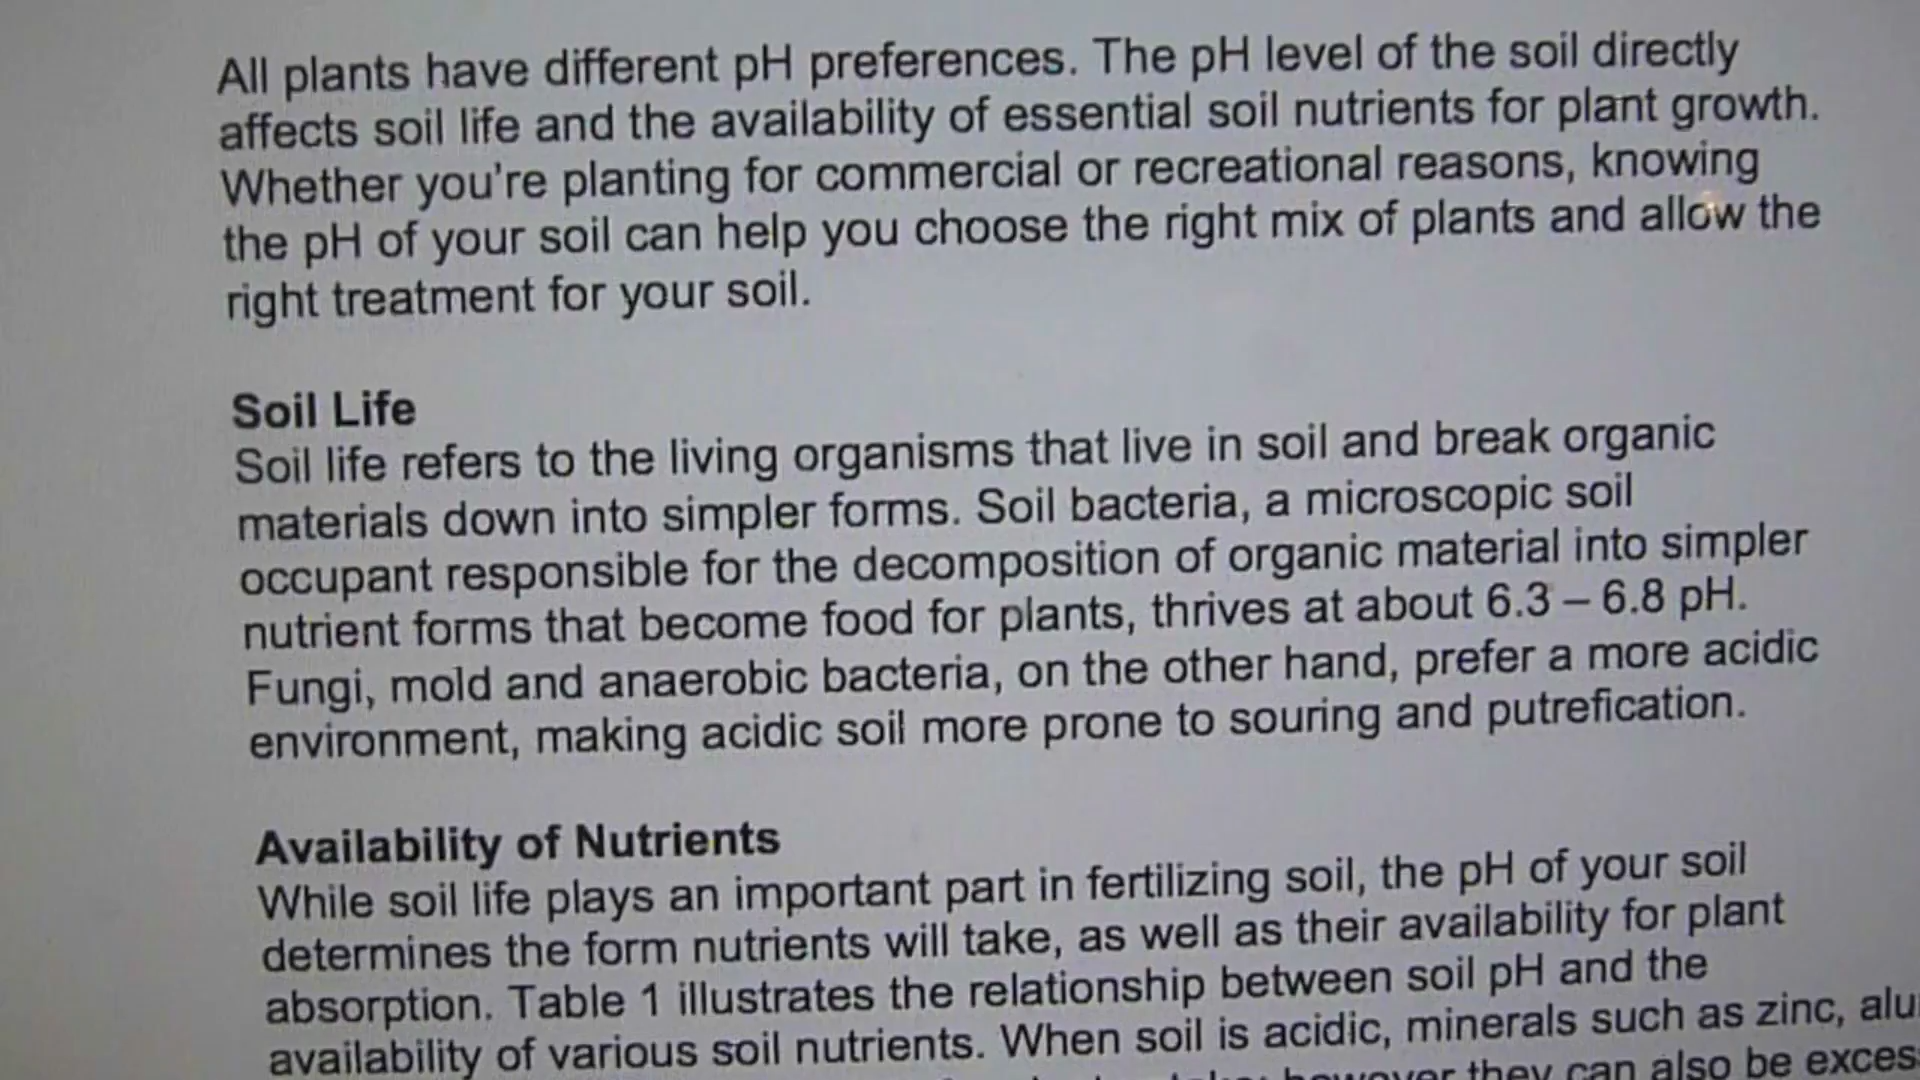 All plants have different pH preferences. The pH level of the soil directly
affects soil life and the availability of essential soil nutrients for plant growth.
Whether you're planting for commercial or recreational reasons, knowing
the pH of your soil can help you choose the right mix of plants and allow the
right treatment for your soil.
Soil Life
Soil life refers to the living organisms that live in soil and break organic
materials down into simpler forms. Soil bacteria, a microscopic soil
occupant responsible for the decomposition of organic material into simpler
nutrient forms that become food for plants, thrives at about 6.3 – 6.8 pH.
Fungi, mold and anaerobic bacteria, on the other hand, prefer a more acidic
environment, making acidic soil more prone to souring and putrefication.
Availability of Nutrients
While soil life plays an important part in fertilizing soil, the pH of your soil
determines the form nutrients will take, as well as their availability for plant
absorption. Table 1 illustrates the relationship between soil pH and the
availability of various soil nutrients. When soil is acidic, minerals such as zinc,
however they can also be